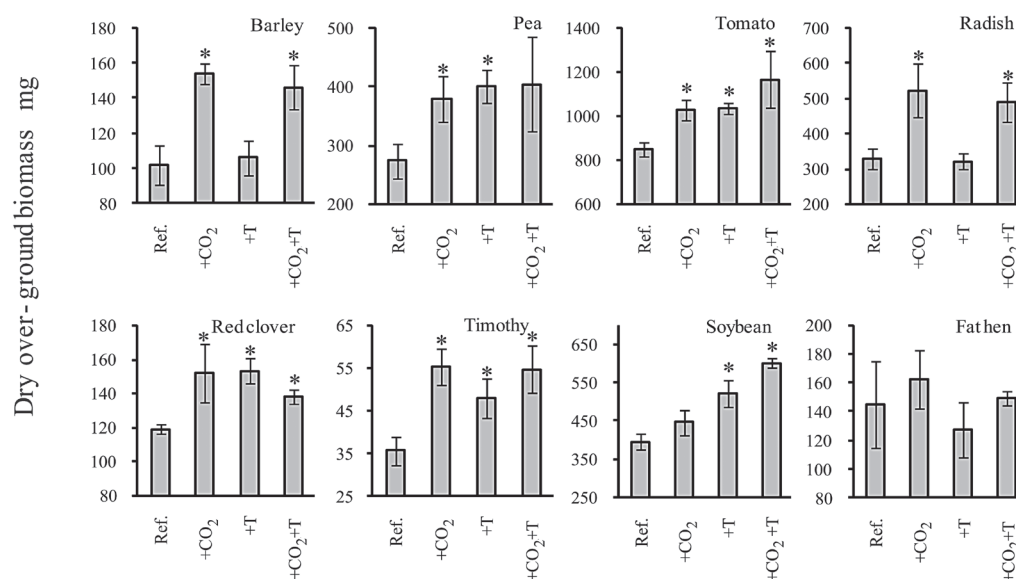 Dry over-ground biomass mg
Barley
180
160
140
120
100
80
*
*
Ref.
+CO2
+T
+CO2+T
Pea
500
400
300
200
*
*
Ref.
+CO2
+T
+CO2+T
Tomato
1400
1200
1000
800
600
*
*
*
Ref.
+CO2
+T
+CO2+T
Radish
700
600
500
400
300
200
*
*
Ref.
+CO2
+T
+CO2+T
Red clover
180
160
140
120
100
80
*
*
*
Ref.
+CO2
+T
+CO2+T
Timothy
65
55
45
35
25
*
*
*
Ref.
+CO2
+T
+CO2+T
Soybean
650
550
450
350
250
*
*
Ref.
+CO2
+T
+CO2+T
Fat hen
200
180
160
140
120
100
80
Ref.
+CO2
+T
+CO2+T